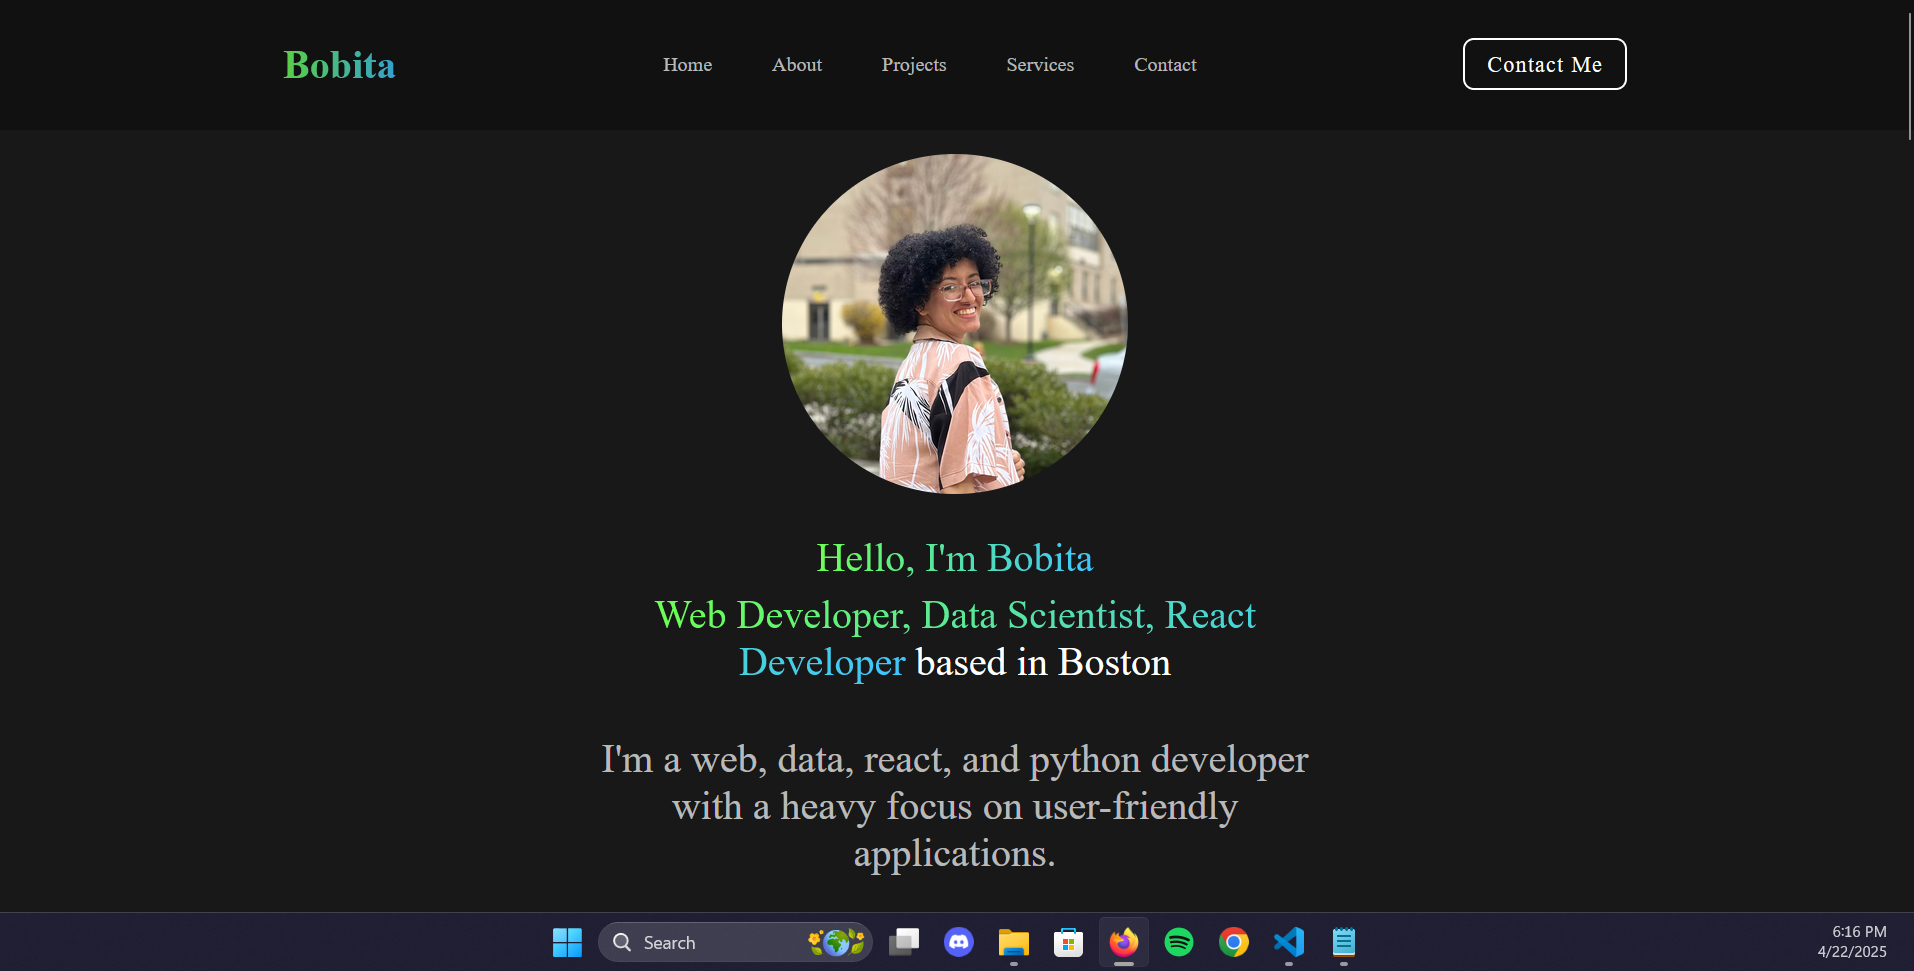 Bobita
Home
About
Projects
Services
Contact
Contact Me
Hello, I'm Bobita
Web Developer, Data Scientist, React
Developer based in Boston
I'm a web, data, react, and python developer
with a heavy focus on user-friendly
applications.
Search
6:16 PM
4/22/2025